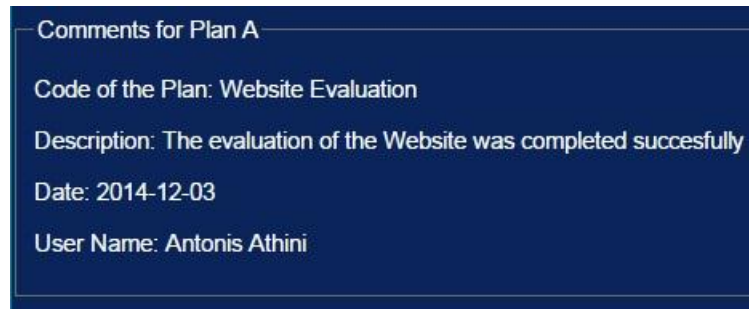 Comments for Plan A
Code of the Plan: Website Evaluation
Description: The evaluation of the Website was completed succesfully
Date: 2014-12-03
User Name: Antonis Athini